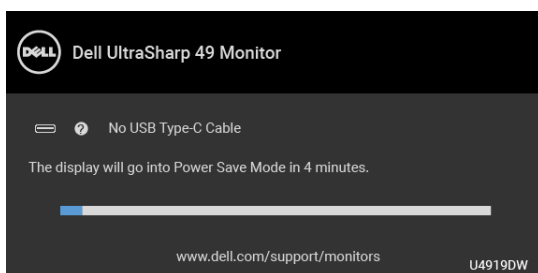 DELL
Dell UltraSharp 49 Monitor
? No USB Type-C Cable
The display will go into Power Save Mode in 4 minutes.
www.dell.com/support/monitors
U4919DW